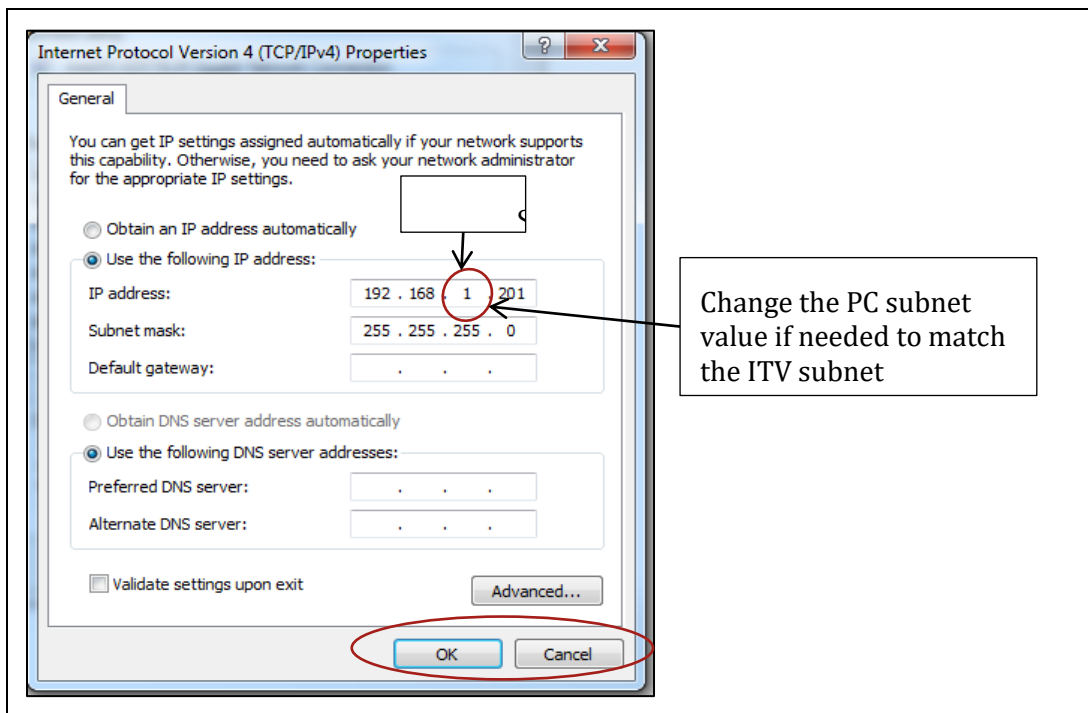 Internet Protocol Version 4 (TCP/IPv4) Properties
General
You can get IP settings assigned automatically if your network supports
this capability. Otherwise, you need to ask your network administrator
for the appropriate IP settings.
Obtain an IP address automatically
Use the following IP address:
IP address: 192 . 168 . 1 . 201
Subnet mask: 255 . 255 . 255 . 0
Default gateway: . . .
Obtain DNS server address automatically
Use the following DNS server addresses:
Preferred DNS server: . . .
Alternate DNS server: . . .
Validate settings upon exit
Advanced...
OK Cancel
Change the PC subnet
value if needed to match
the ITV subnet